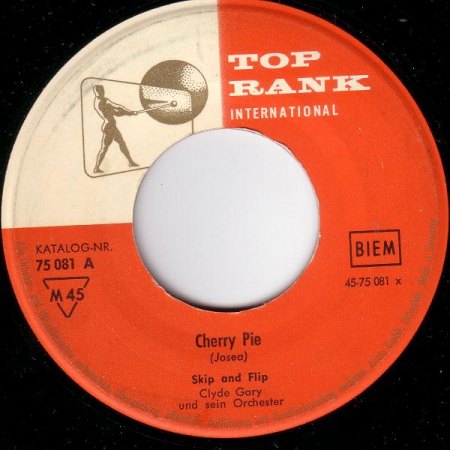 TOP
RANK
INTERNATIONAL
KATALOG-NR.
75 081 A
M 45
BIEM
45-75 081 x
Cherry Pie
(Josea)
Skip and Flip
Clyde Gary
und sein Orchester